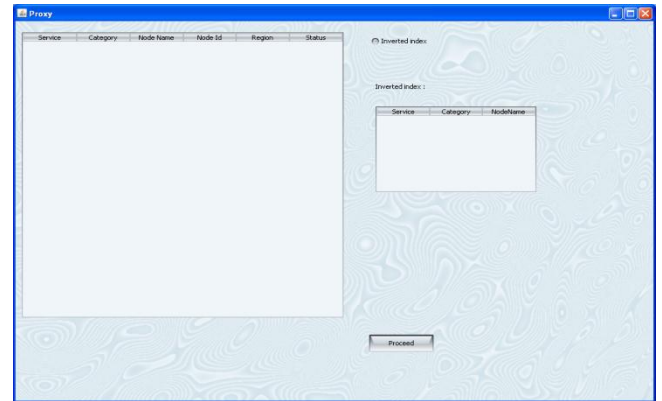 Proxy
Service Category Node Name Node Id Region Status
Inverted index
Inverted index :
Service Category NodeName
Proceed